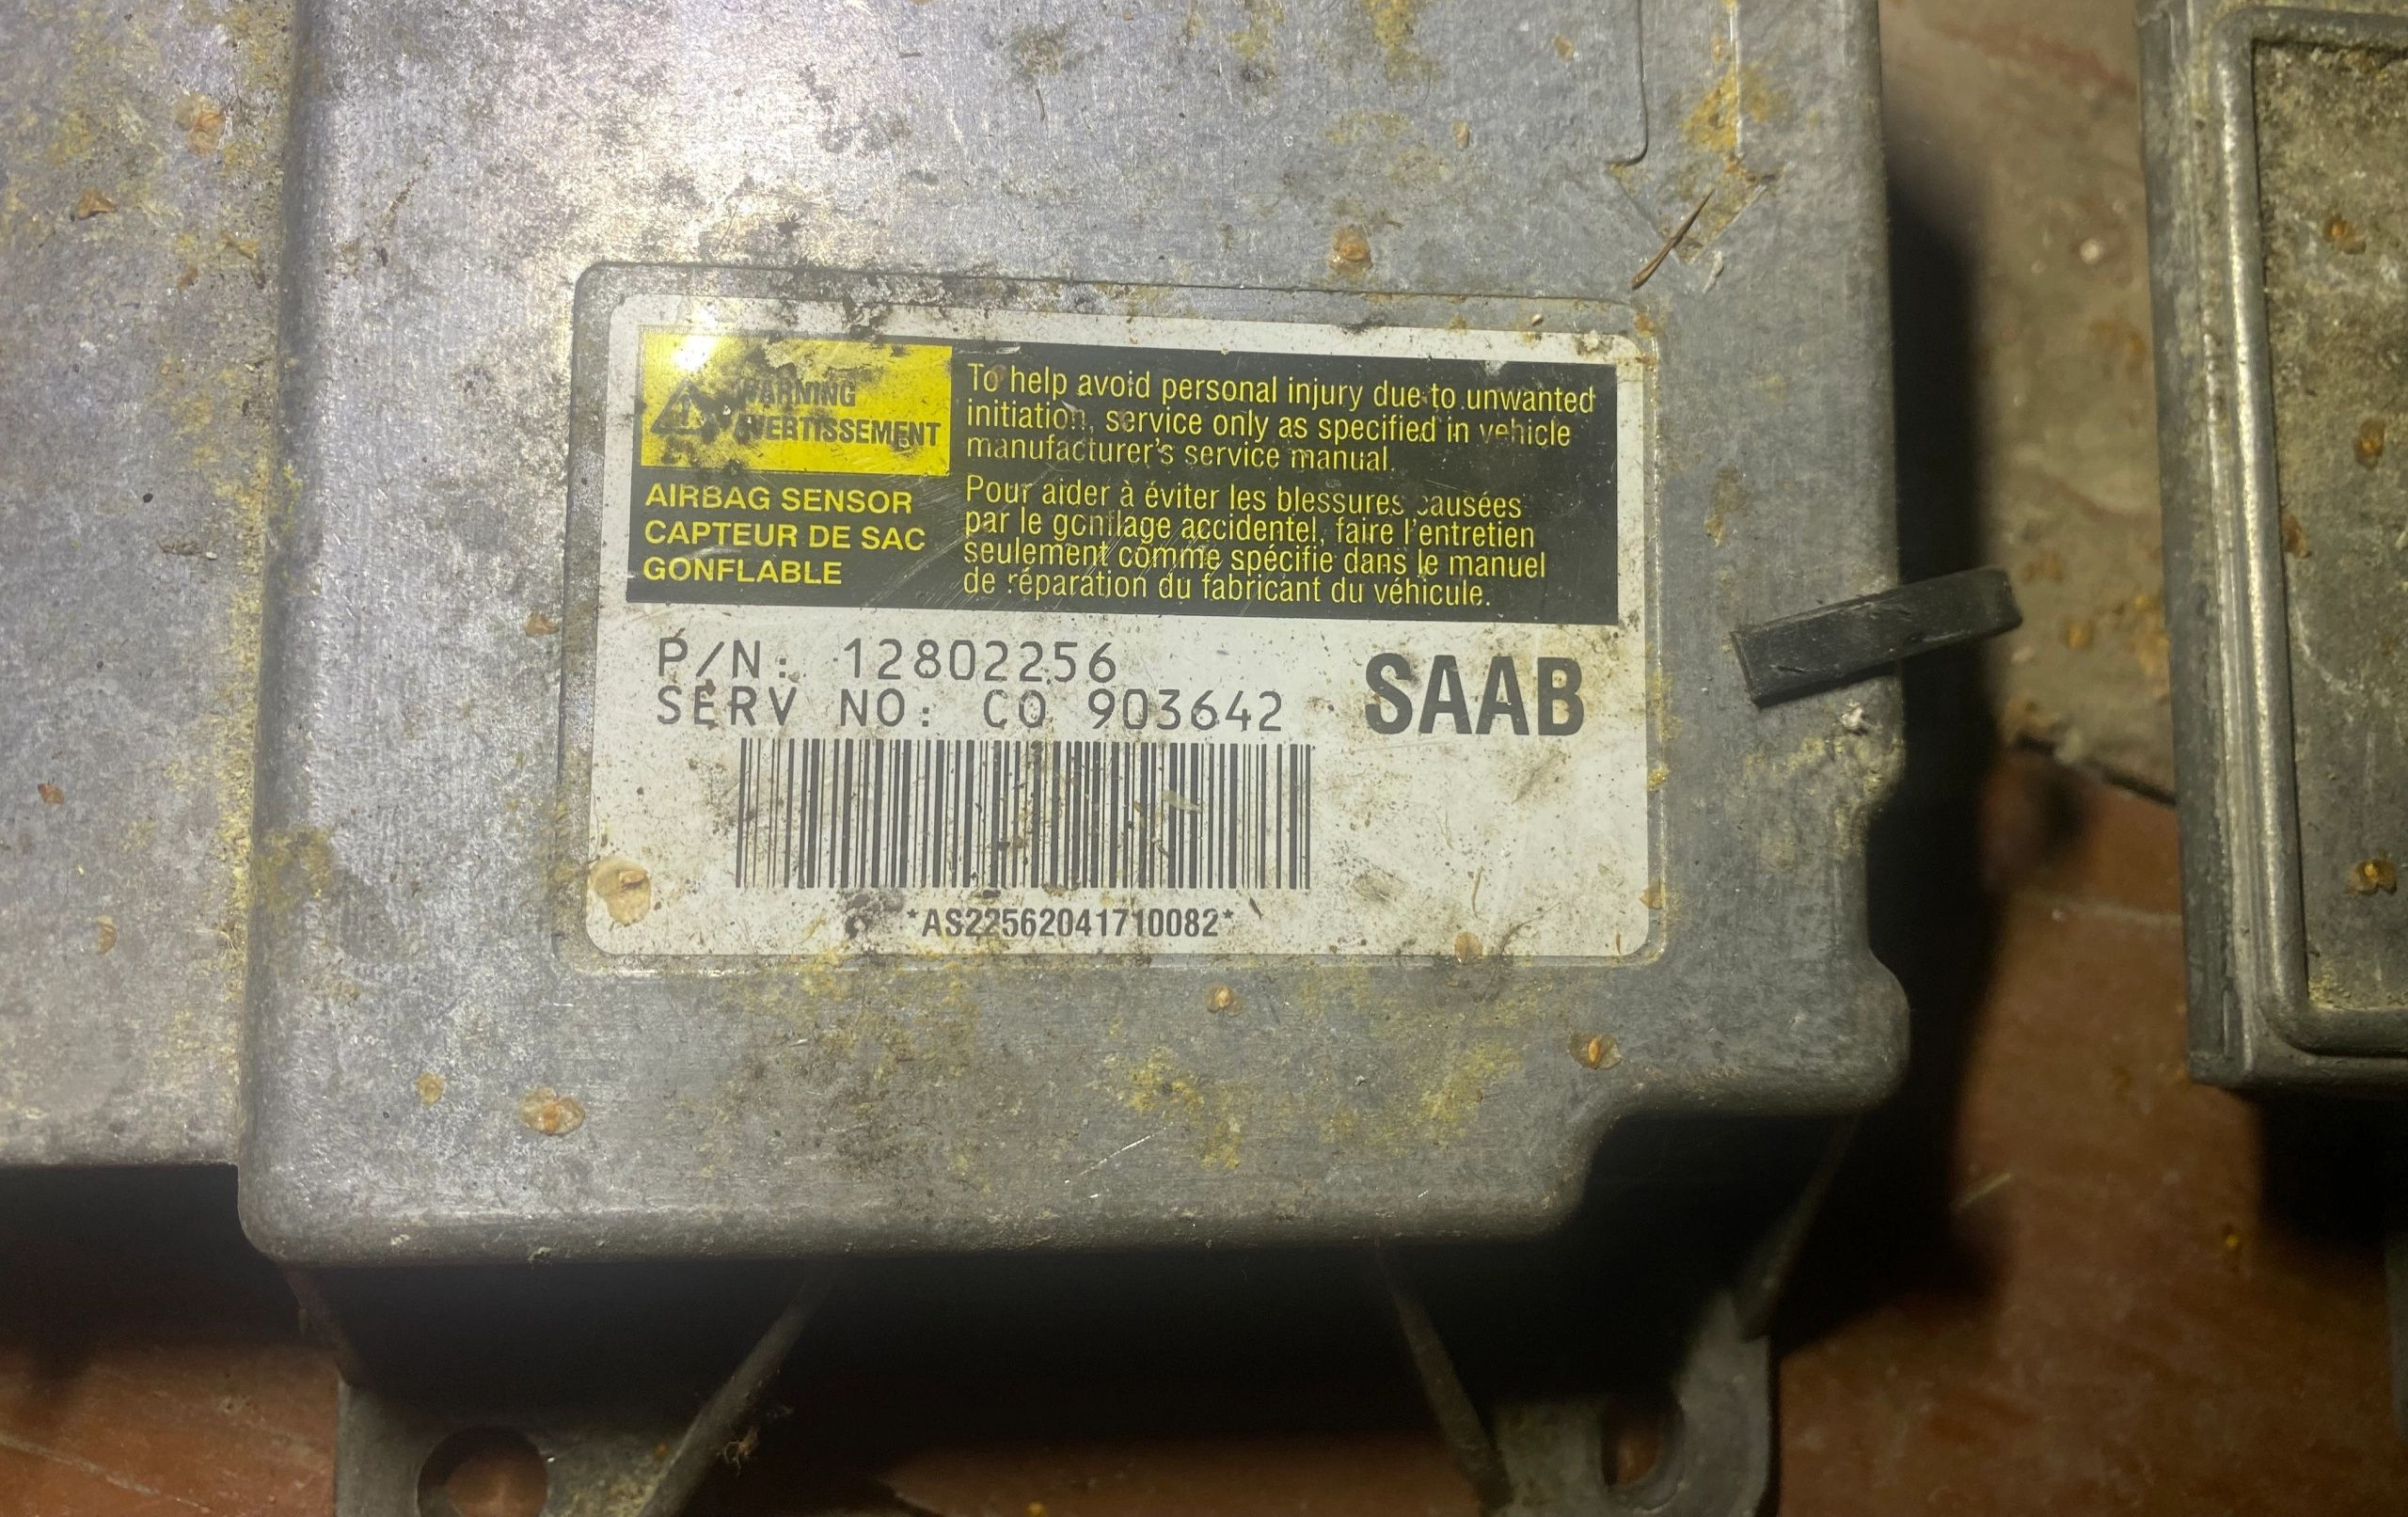 WARNING
AVERTISSEMENT
AIRBAG SENSOR
CAPTEUR DE SAC
GONFLABLE
To help avoid personal injury due to unwanted
initiation, service only as specified in vehicle
manufacturer's service manual.
Pour aider à éviter les blessures causées
par le gonflage accidentel, faire l'entretien
seulement comme spécifie dans le manuel
de réparation du fabricant du véhicule.
P/N: 12802256
SERV NO: CO 903642
SAAB
*AS22562041710082*